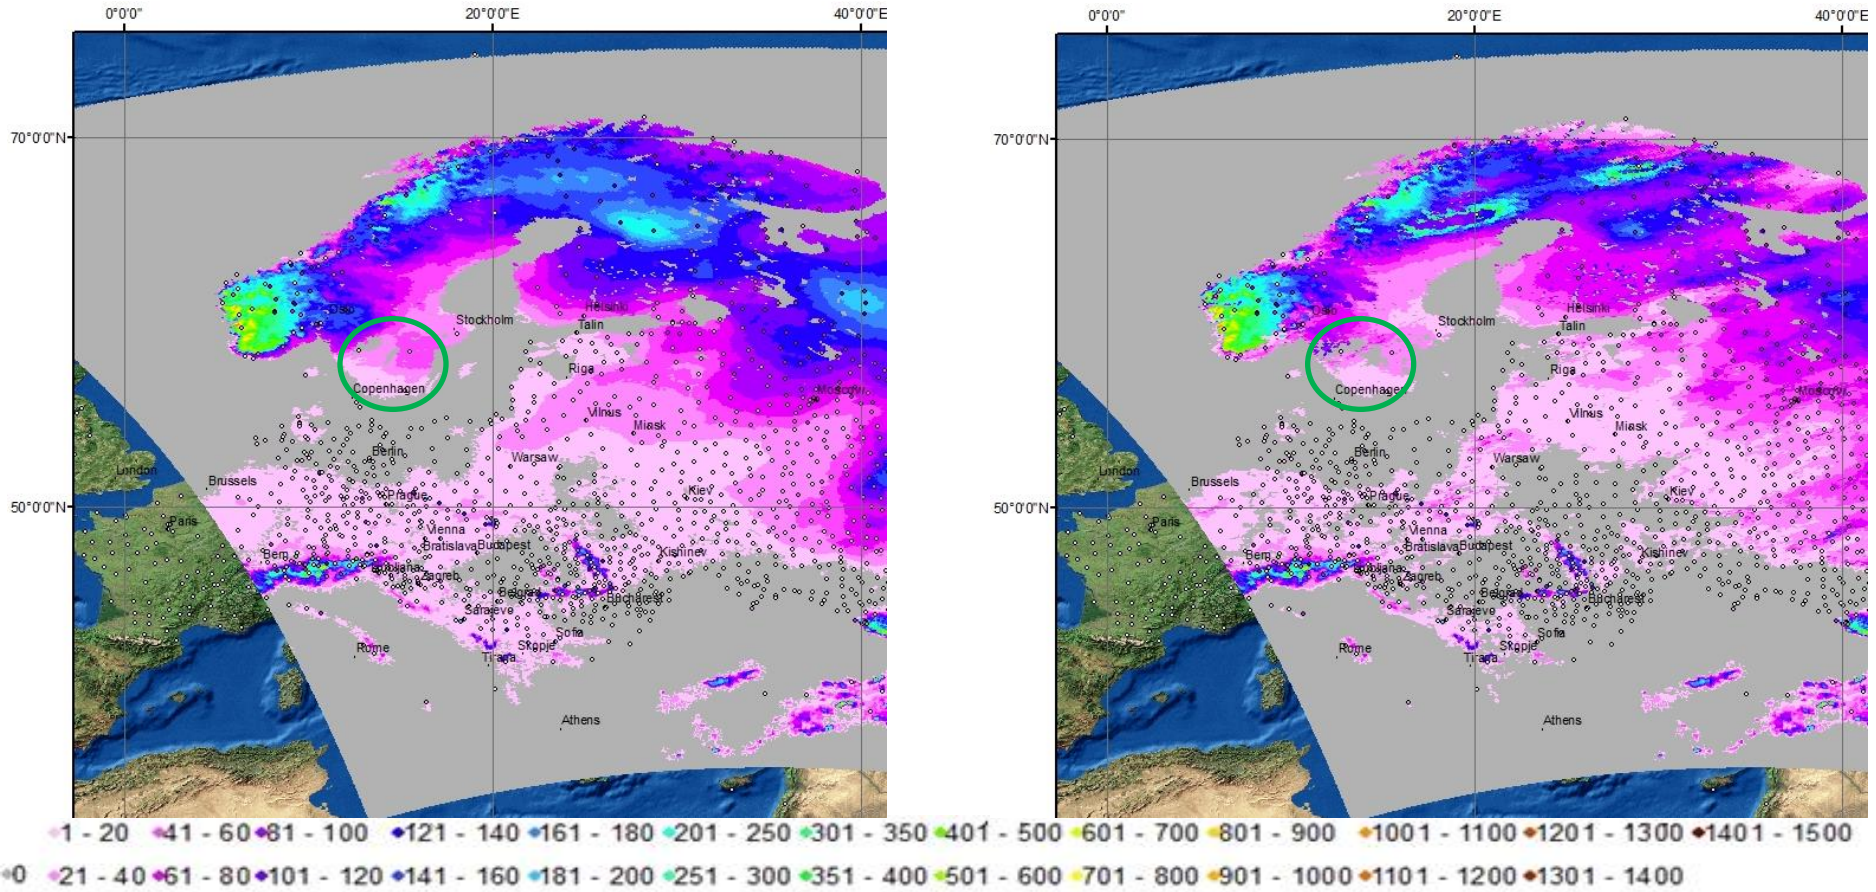 0°0'0" 20°0'0"E 40°0'0"E 0°0'0" 20°0'0"E 40°0'0"E
70°0'0"N 70°0'0"N
Oslo Helsinki Oslo Helsinki
Stockholm Talin Stockholm Talin
Riga Riga
Copenhagen Moscow Copenhagen Moscow
Vilnus Vilnus
Minsk Minsk
Berlin Warsaw Berlin Warsaw
London London
Brussels Brussels
Prague Kiev Prague Kiev
50°0'0"N 50°0'0"N
Paris Vienna Paris Vienna
Bratislava Budapest Kishinev Bratislava Budapest Kishinev
Bern Bern
Ljubljana Zagreb Ljubljana Zagreb
Belgrad Bucharest Belgrad Bucharest
Sarajevo Sarajevo
Sofia Sofia
Rome Skopje Rome Skopje
Tirana Tirana
Athens Athens
1 - 20 41 - 60 81 - 100 121 - 140 161 - 180 201 - 250 301 - 350 401 - 500 601 - 700 801 - 900 1001 - 1100 1201 - 1300 1401 - 1500
0 21 - 40 61 - 80 101 - 120 141 - 160 181 - 200 251 - 300 351 - 400 501 - 600 701 - 800 901 - 1000 1101 - 1200 1301 - 1400